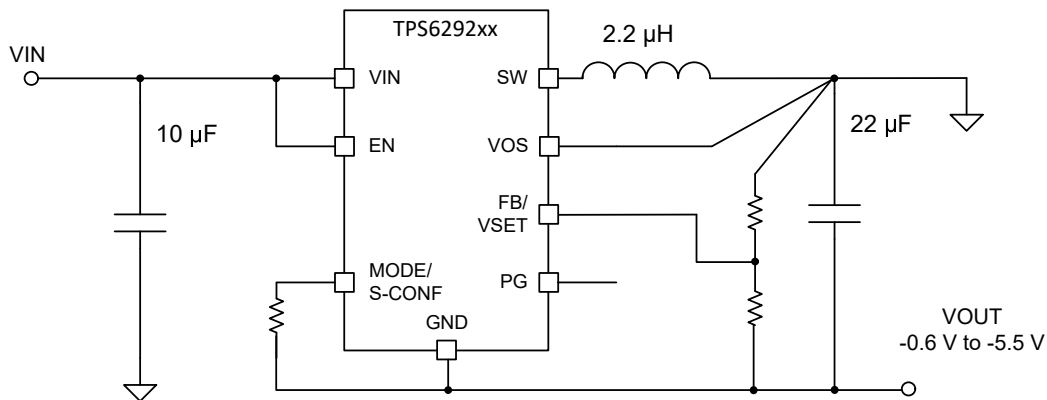 TPS6292xx
2.2 µH
VIN
VIN
SW
10 µF
22 µF
EN
VOS
FB/
VSET
MODE/
S-CONF
PG
GND
VOUT
-0.6 V to -5.5 V